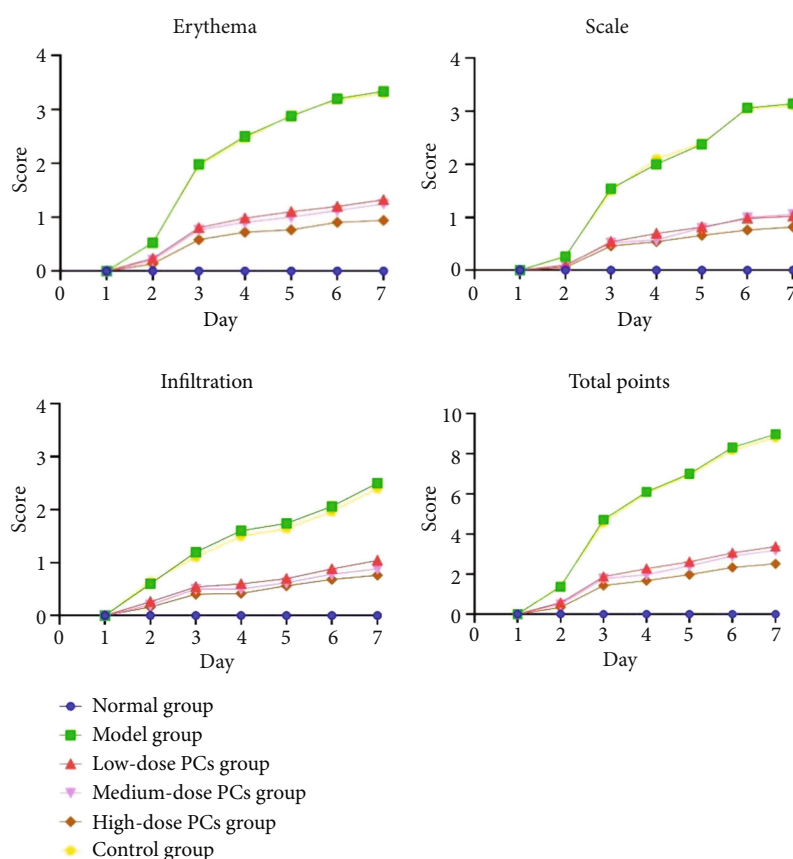 Erythema
4
3
2
1
0
Score
0 1 2 3 4 5 6 7
Day
Scale
4
3
2
1
0
Score
0 1 2 3 4 5 6 7
Day
Infiltration
4
3
2
1
0
Score
0 1 2 3 4 5 6 7
Day
Total points
10
8
6
4
2
0
Score
0 1 2 3 4 5 6 7
Day
Normal group
Model group
Low-dose PCs group
Medium-dose PCs group
High-dose PCs group
Control group